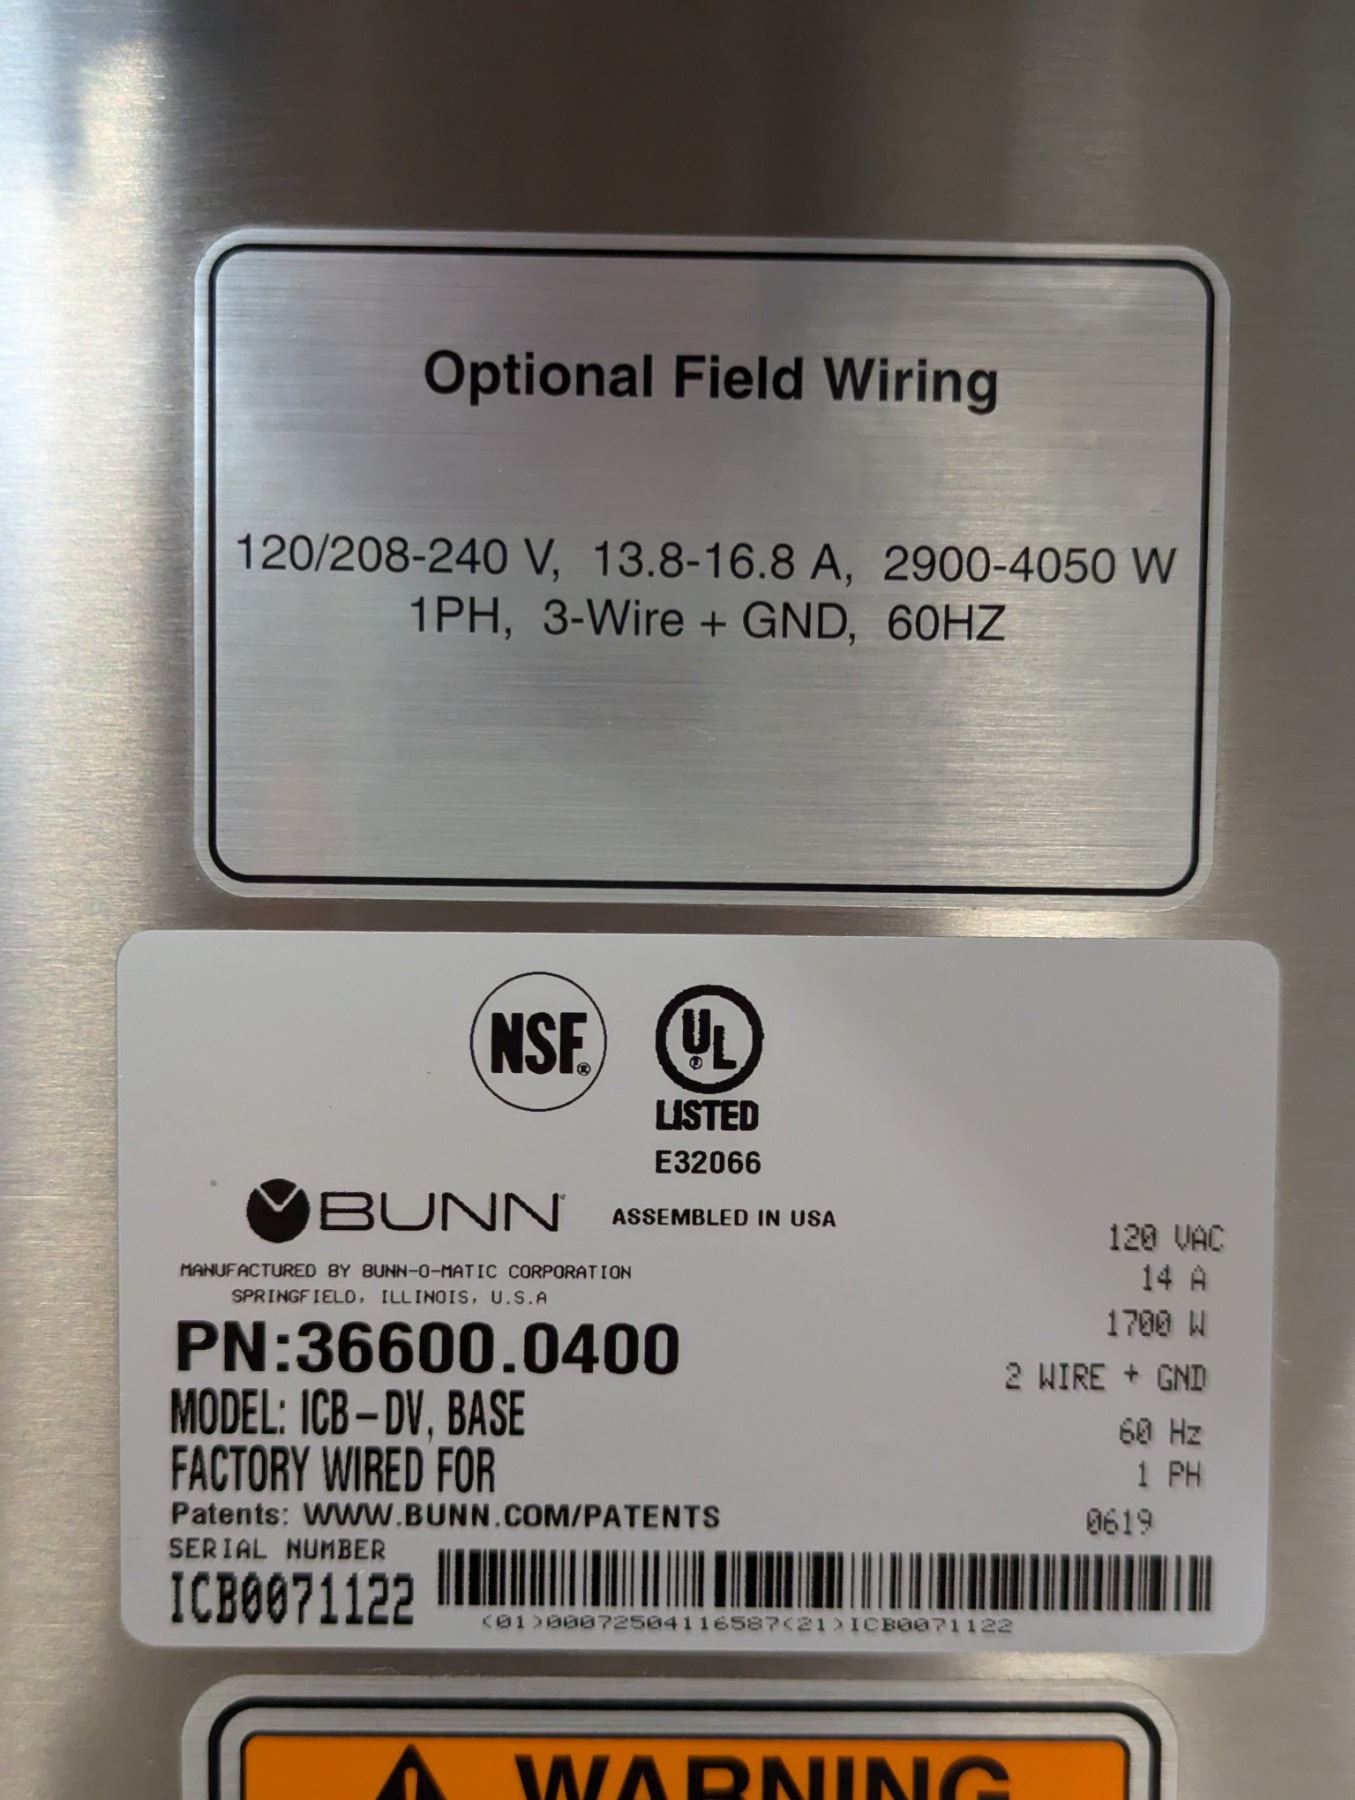 Optional Field Wiring
120/208-240 V, 13.8-16.8 A, 2900-4050 W
1PH, 3-Wire + GND, 60HZ
NSF®
UL®
LISTED
E32066
BUNN®
ASSEMBLED IN USA
MANUFACTURED BY BUNN-O-MATIC CORPORATION
SPRINGFIELD, ILLINOIS, U.S.A
PN:36600.0400
MODEL: ICB-DV, BASE
FACTORY WIRED FOR
Patents: WWW.BUNN.COM/PATENTS
120 VAC
14 A
1700 W
2 WIRE + GND
60 Hz
1 PH
0619
SERIAL NUMBER
ICB0071122
(01)00072504116587(21)ICB0071122
WARNING